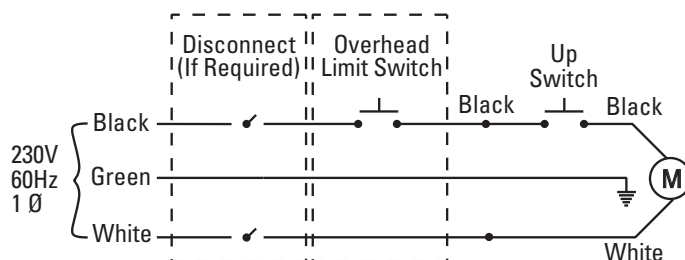 Disconnect
(If Required)
Overhead
Limit Switch
Up
Switch
Black
Black
Black
230V
60Hz
1 Ø
Green
M
White
White